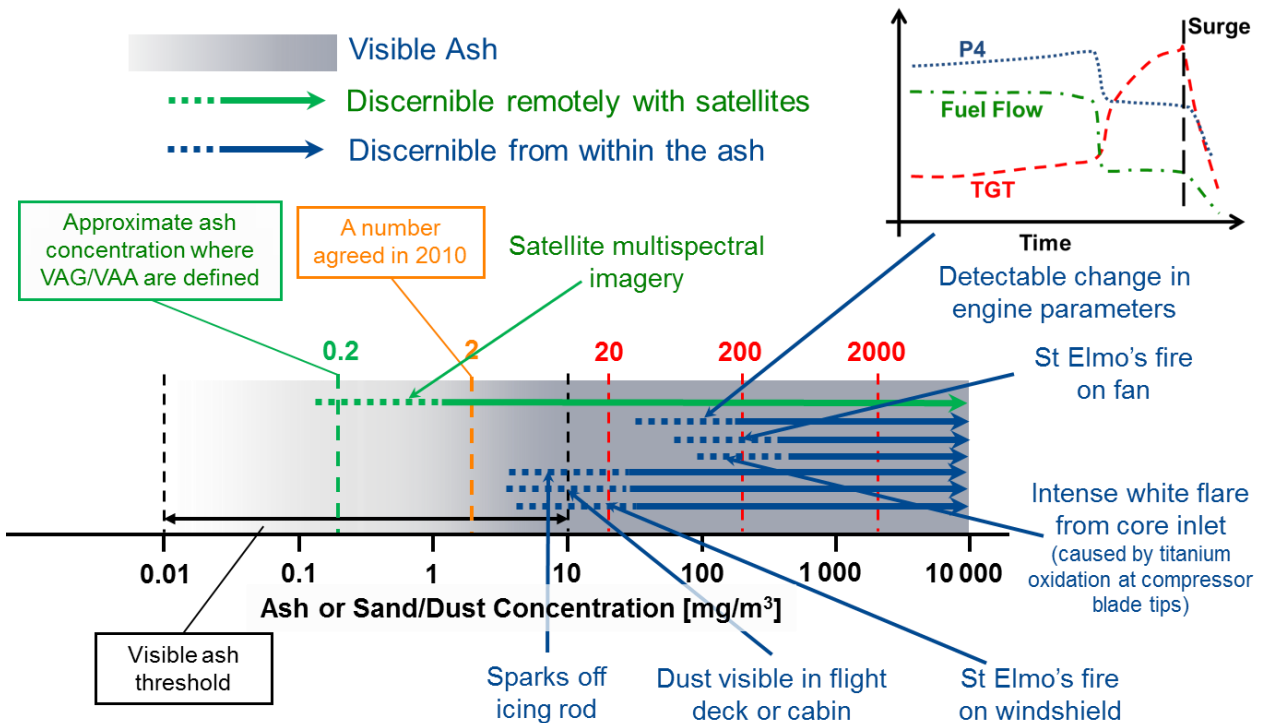 Visible Ash
Discernible remotely with satellites
Discernible from within the ash
Surge
P4
Fuel Flow
TGT
Time
Approximate ash
concentration where
VAG/VAA are defined
A number
agreed in 2010
Satellite multispectral
imagery
Detectable change in
engine parameters
St Elmo's fire
on fan
0.2
2
20
200
2000
Intense white flare
from core inlet
(caused by titanium
oxidation at compressor
blade tips)
0.01
0.1
1
10
100
1 000
10 000
Ash or Sand/Dust Concentration [mg/m³]
Visible ash
threshold
Sparks off
icing rod
Dust visible in flight
deck or cabin
St Elmo's fire
on windshield